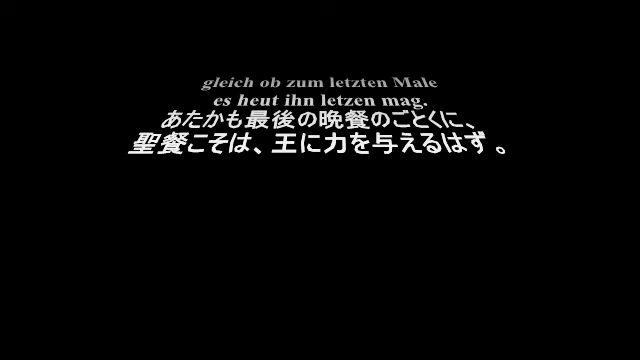 gleich ob zum letzten Male
es heut ihn letzen mag.
あたかも最後の晩餐のごとくに、
聖餐こそは、王に力を与えるはず。